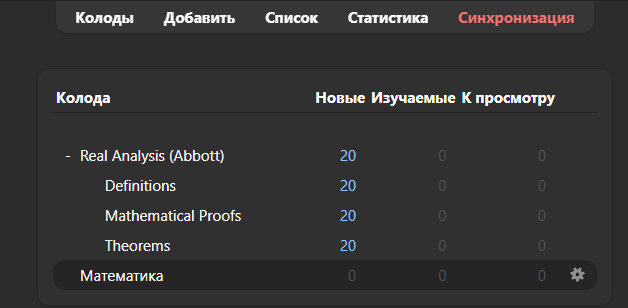 Колоды Добавить Список Статистика Синхронизация
Колода Новые Изучаемые К просмотру
- Real Analysis (Abbott) 20 0 0
Definitions 20 0 0
Mathematical Proofs 20 0 0
Theorems 20 0 0
Математика 0 0 0